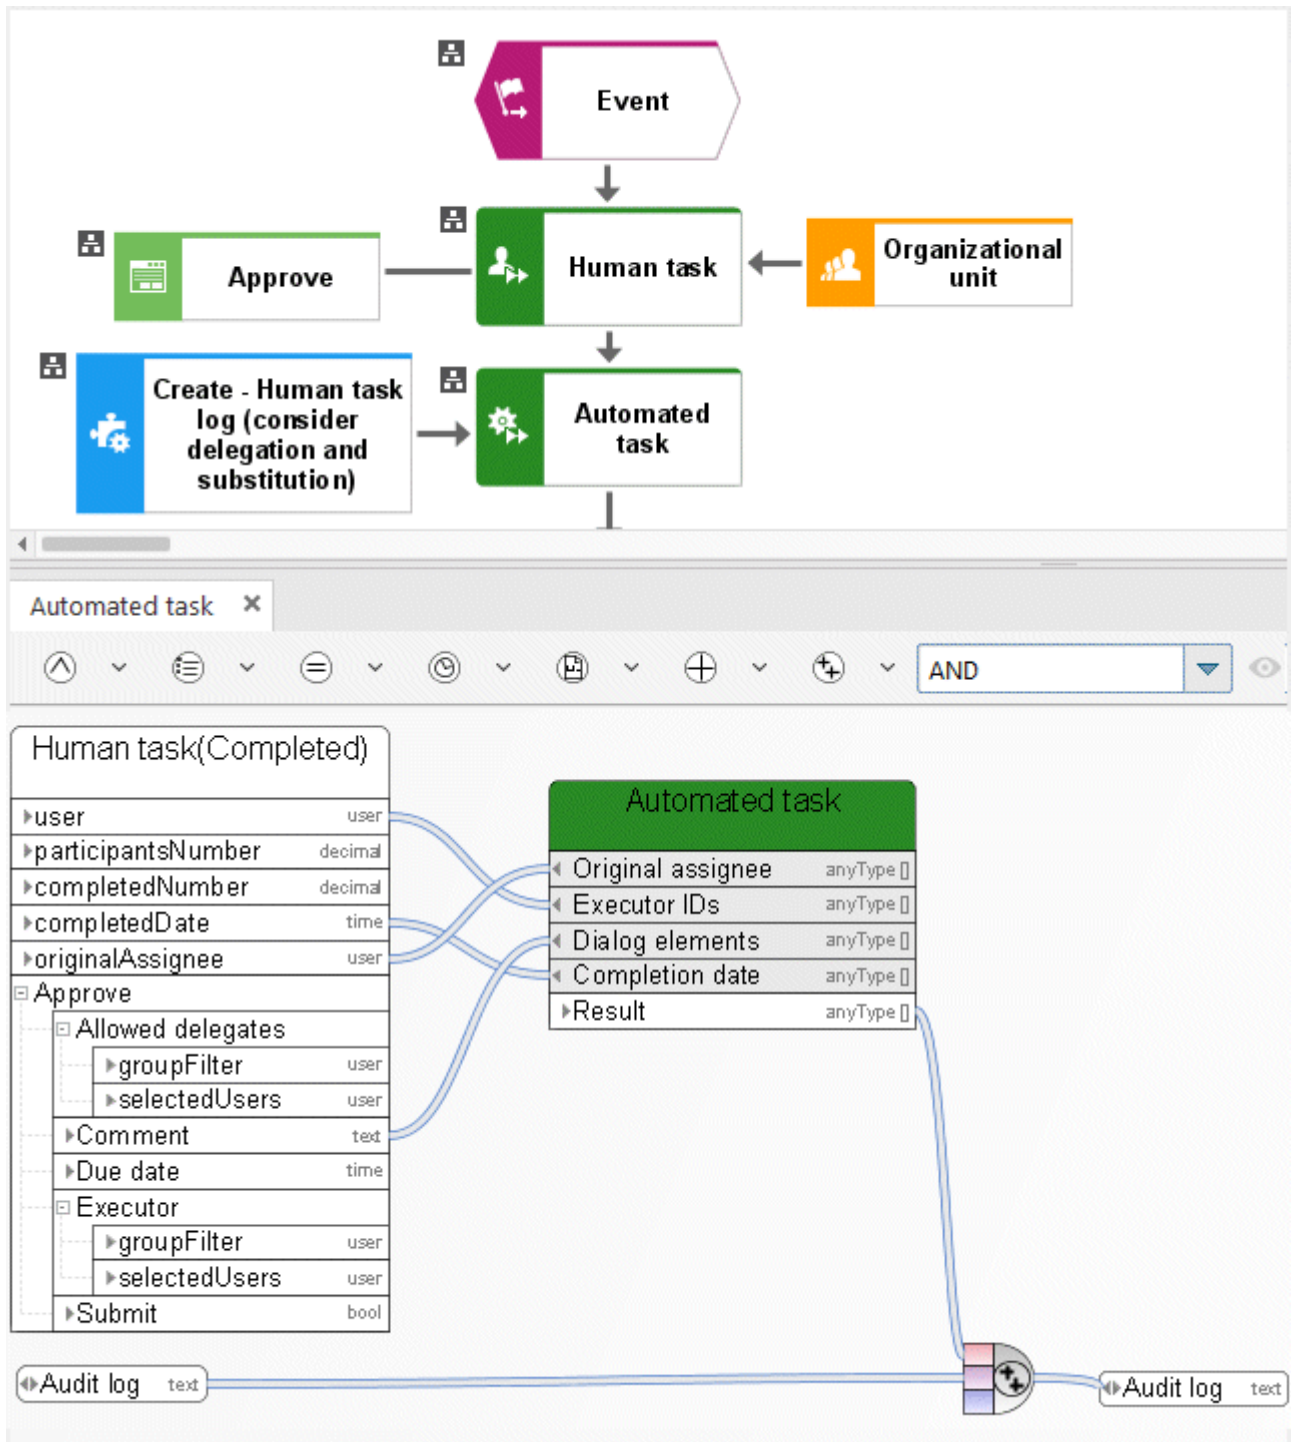 Event
Human task
Organizational
unit
Approve
Create - Human task
log (consider
delegation and
substitution)
Automated
task
Automated task
AND
Human task(Completed)
user user
participantsNumber decimal
completedNumber decimal
completedDate time
originalAssignee user
Approve
Allowed delegates
groupFilter user
selectedUsers user
Comment text
Due date time
Executor
groupFilter user
selectedUsers user
Submit bool
Automated task
Original assignee anyType []
Executor IDs anyType []
Dialog elements anyType []
Completion date anyType []
Result anyType []
Audit log text
Audit log text